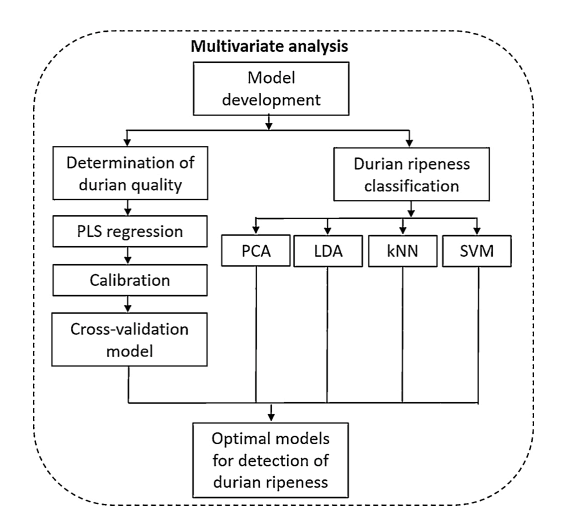 Multivariate analysis
Model
development
Determination of
durian quality
Durian ripeness
classification
PLS regression
PCA
LDA
kNN
SVM
Calibration
Cross-validation
model
Optimal models
for detection of
durian ripeness